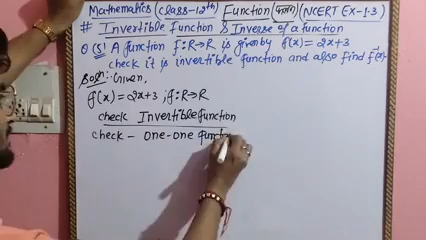 Mathematics (class-12th) Function (फलन) (NCERT Ex-1.3)
# Invertible Function & Inverse of a function
Q (5) A function f:R→R is given by f(x) = 2x+3
check it is invertible function and also find f⁻¹(x).
Soln: Given,
f(x) = 2x+3 ; f:R→R
check Invertible function
check - one-one